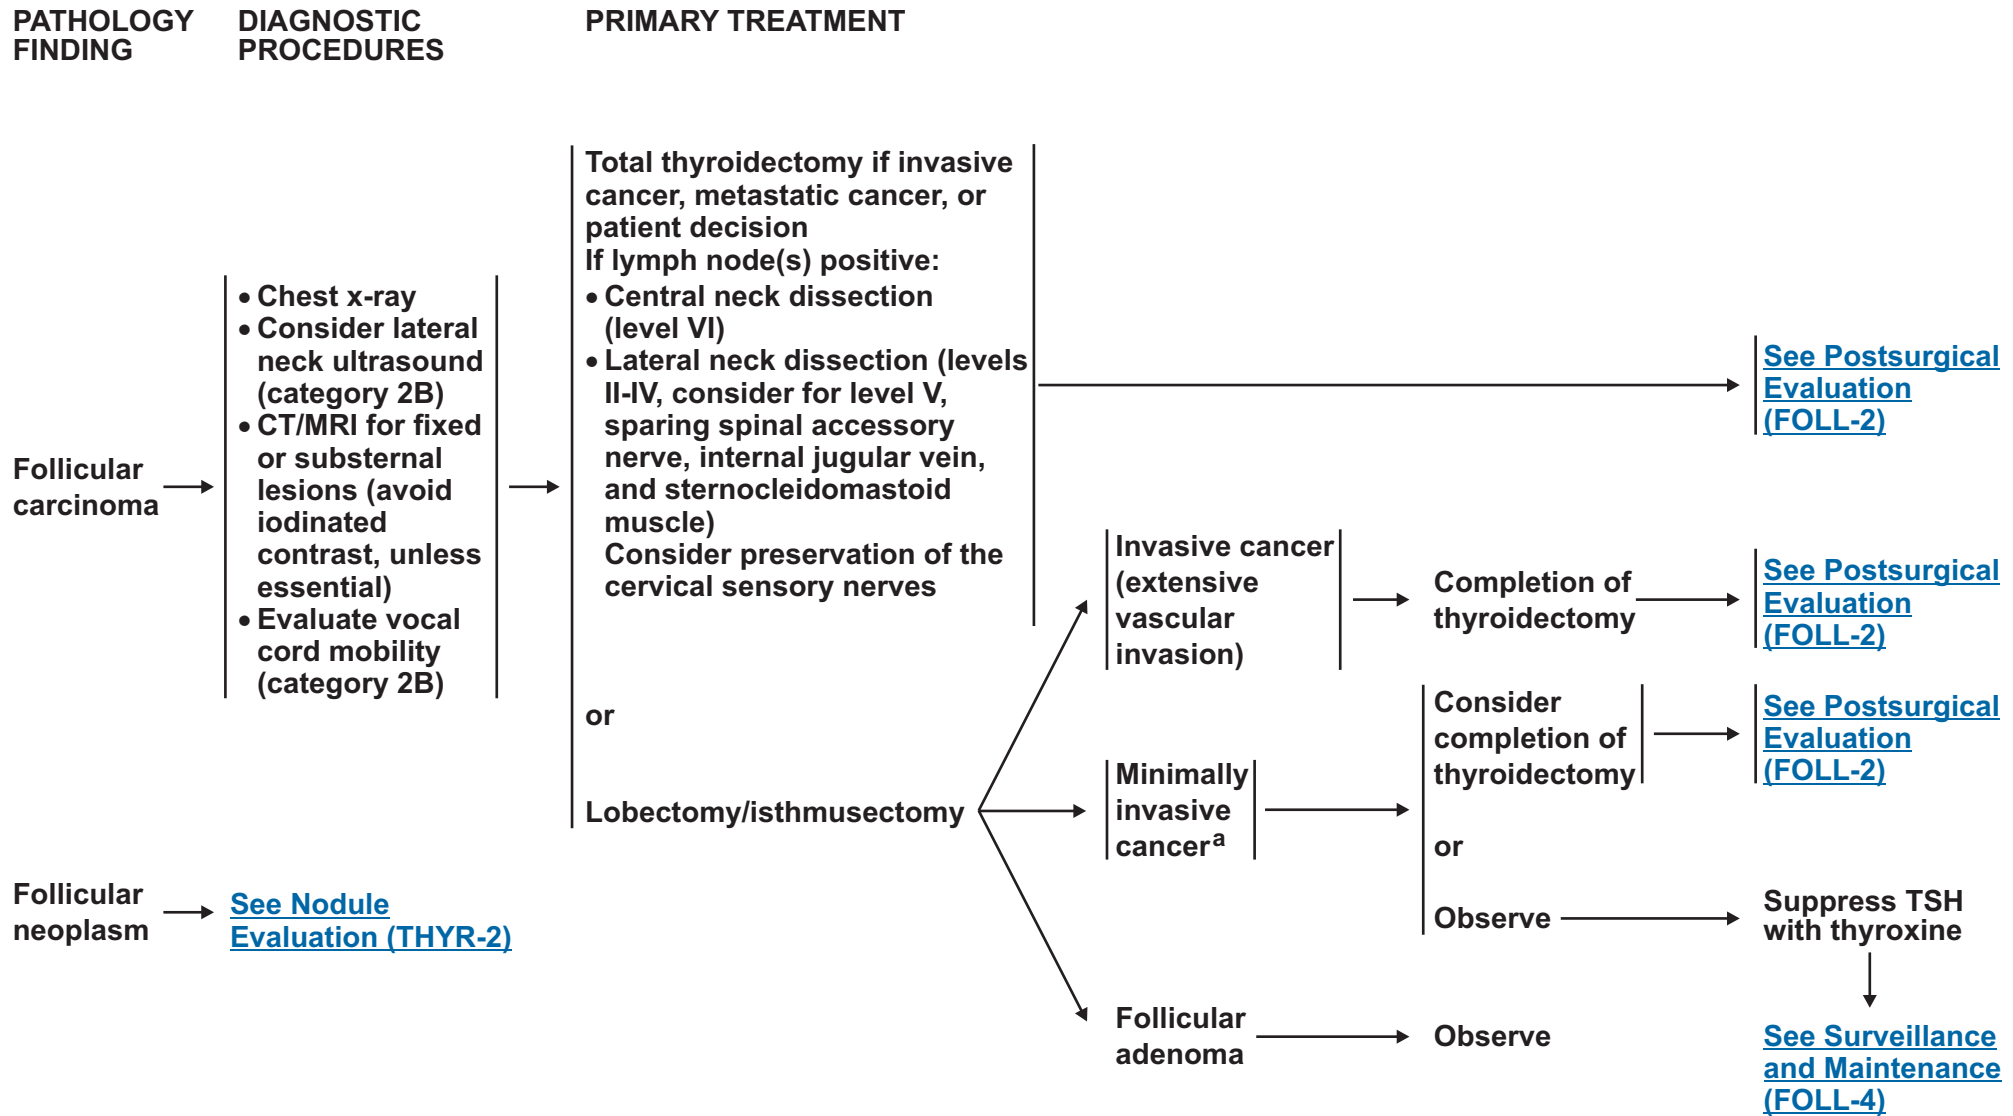 PATHOLOGY
FINDING
DIAGNOSTIC
PROCEDURES
PRIMARY TREATMENT
Follicular
carcinoma
• Chest x-ray
• Consider lateral
neck ultrasound
(category 2B)
• CT/MRI for fixed
or substernal
lesions (avoid
iodinated
contrast, unless
essential)
• Evaluate vocal
cord mobility
(category 2B)
Total thyroidectomy if invasive
cancer, metastatic cancer, or
patient decision
If lymph node(s) positive:
• Central neck dissection
(level VI)
• Lateral neck dissection (levels
II-IV, consider for level V,
sparing spinal accessory
nerve, internal jugular vein,
and sternocleidomastoid
muscle)
Consider preservation of the
cervical sensory nerves
See Postsurgical
Evaluation
(FOLL-2)
or
Lobectomy/isthmusectomy
Invasive cancer
(extensive
vascular
invasion)
Completion of
thyroidectomy
See Postsurgical
Evaluation
(FOLL-2)
Minimally
invasive
cancer a
Consider
completion of
thyroidectomy
See Postsurgical
Evaluation
(FOLL-2)
or
Observe
Suppress TSH
with thyroxine
See Surveillance
and Maintenance
(FOLL-4)
Follicular
adenoma
Observe
Follicular
neoplasm
See Nodule
Evaluation (THYR-2)